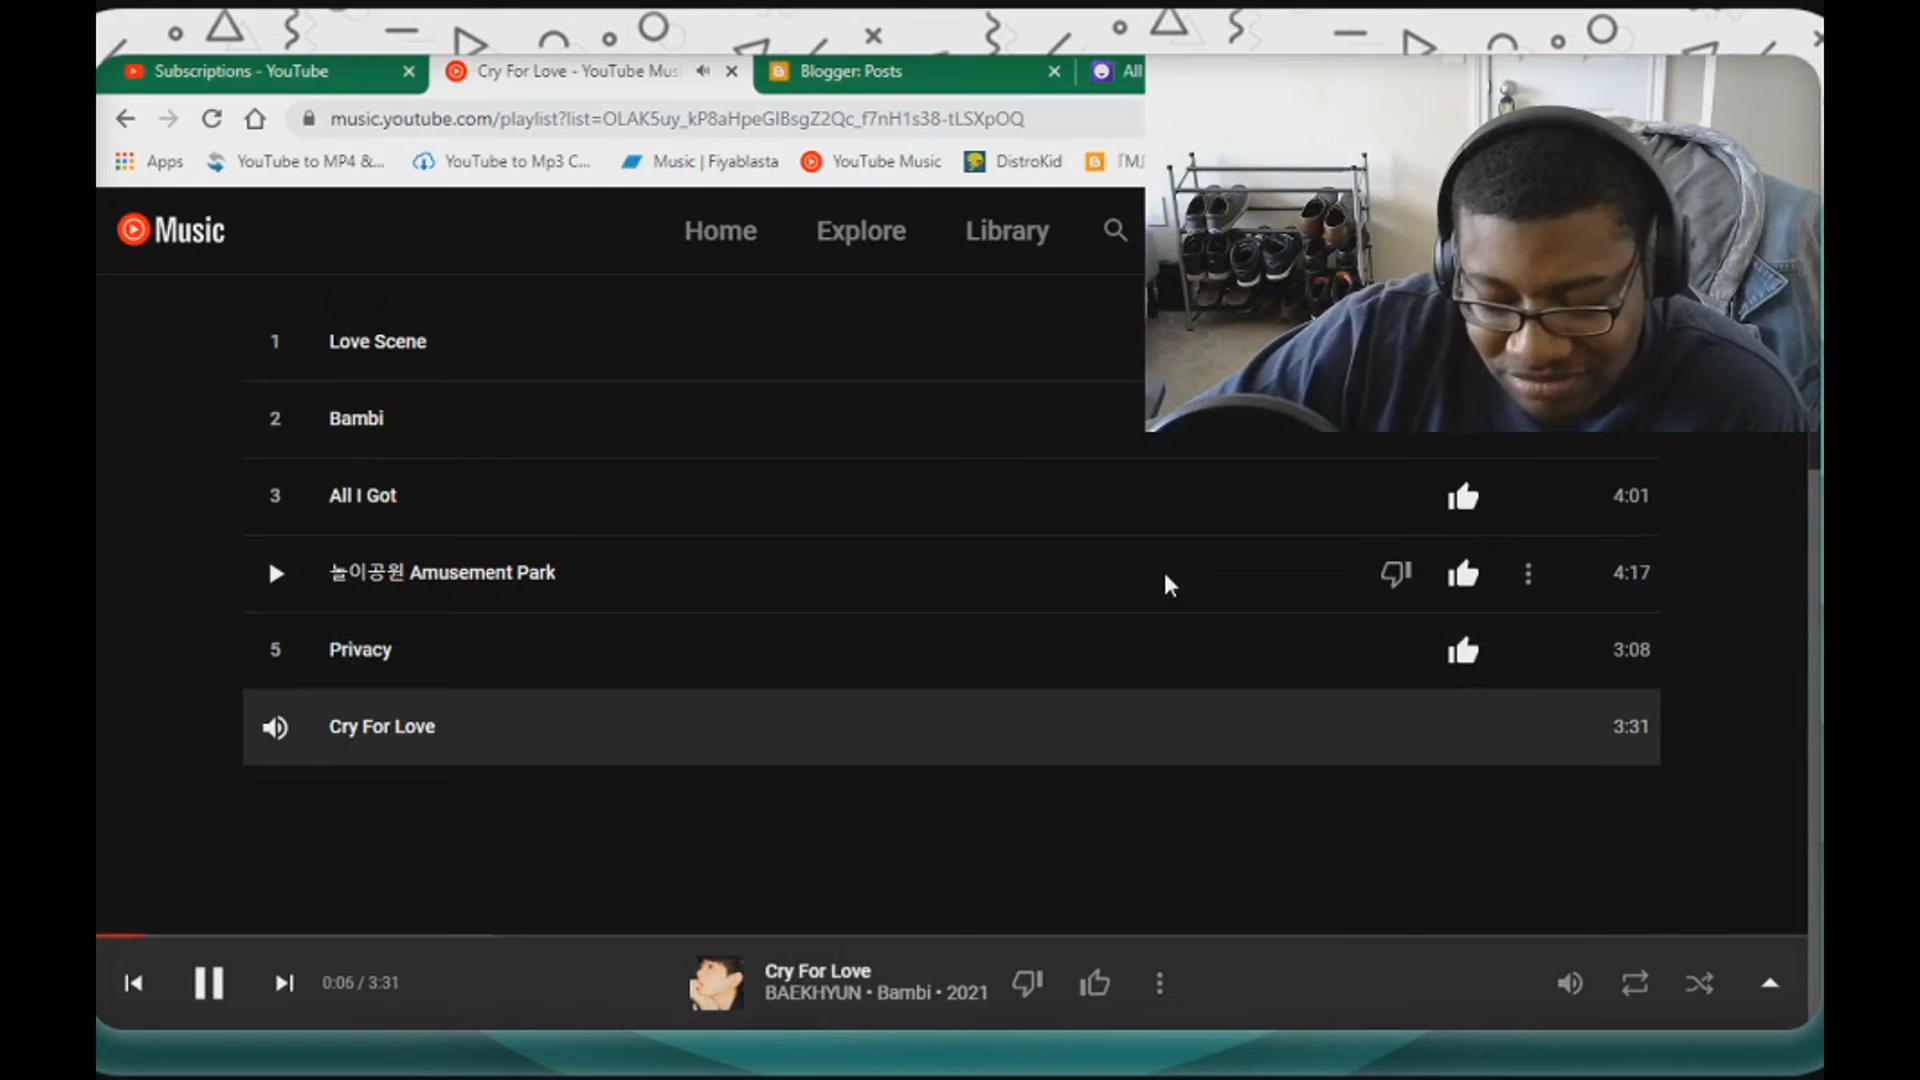 Subscriptions - YouTube
Cry For Love - YouTube Mus
Blogger: Posts
All
music.youtube.com/playlist?list=OLAK5uy_kP8aHpeGlBsgZ2Qc_f7nH1s38-tLSXpOQ
Apps
YouTube to MP4 &...
YouTube to Mp3 C...
Music | Fiyablasta
YouTube Music
DistroKid
『MJ
Music
Home
Explore
Library
1 Love Scene
2 Bambi
3 All I Got 4:01
놀이공원 Amusement Park 4:17
5 Privacy 3:08
Cry For Love 3:31
0:06 / 3:31
Cry For Love
BAEKHYUN • Bambi • 2021